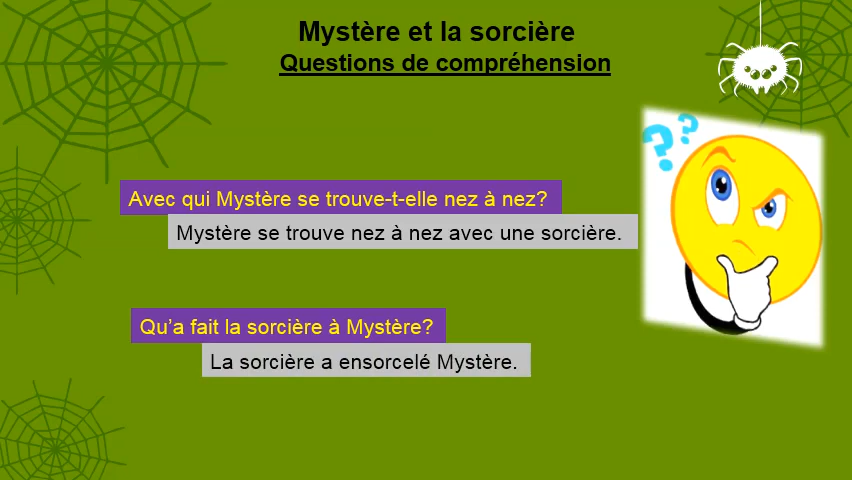 Mystère et la sorcière
Questions de compréhension
? ?
Avec qui Mystère se trouve-t-elle nez à nez?
Mystère se trouve nez à nez avec une sorcière.
Qu’a fait la sorcière à Mystère?
La sorcière a ensorcelé Mystère.